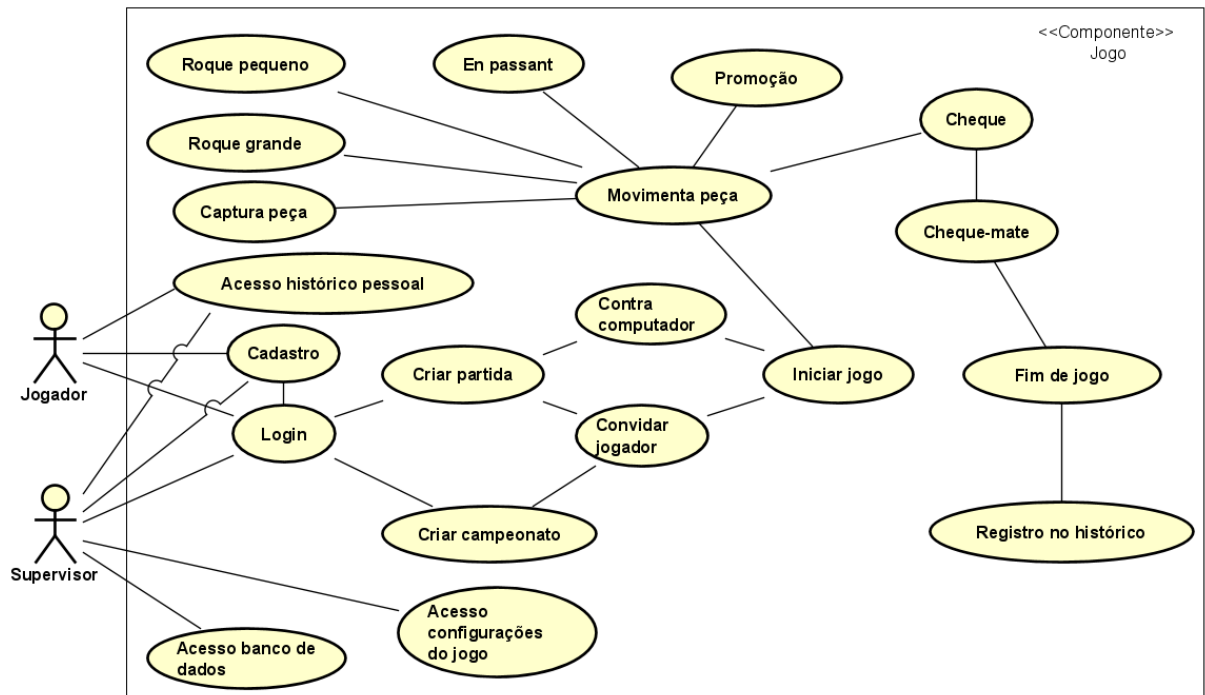 <<Componente>>
Jogo
Roque pequeno
En passant
Promoção
Cheque
Roque grande
Movimenta peça
Captura peça
Cheque-mate
Acesso histórico pessoal
Contra
computador
Jogador
Cadastro
Criar partida
Iniciar jogo
Fim de jogo
Login
Convidar
jogador
Supervisor
Criar campeonato
Registro no histórico
Acesso
configurações
do jogo
Acesso banco de
dados